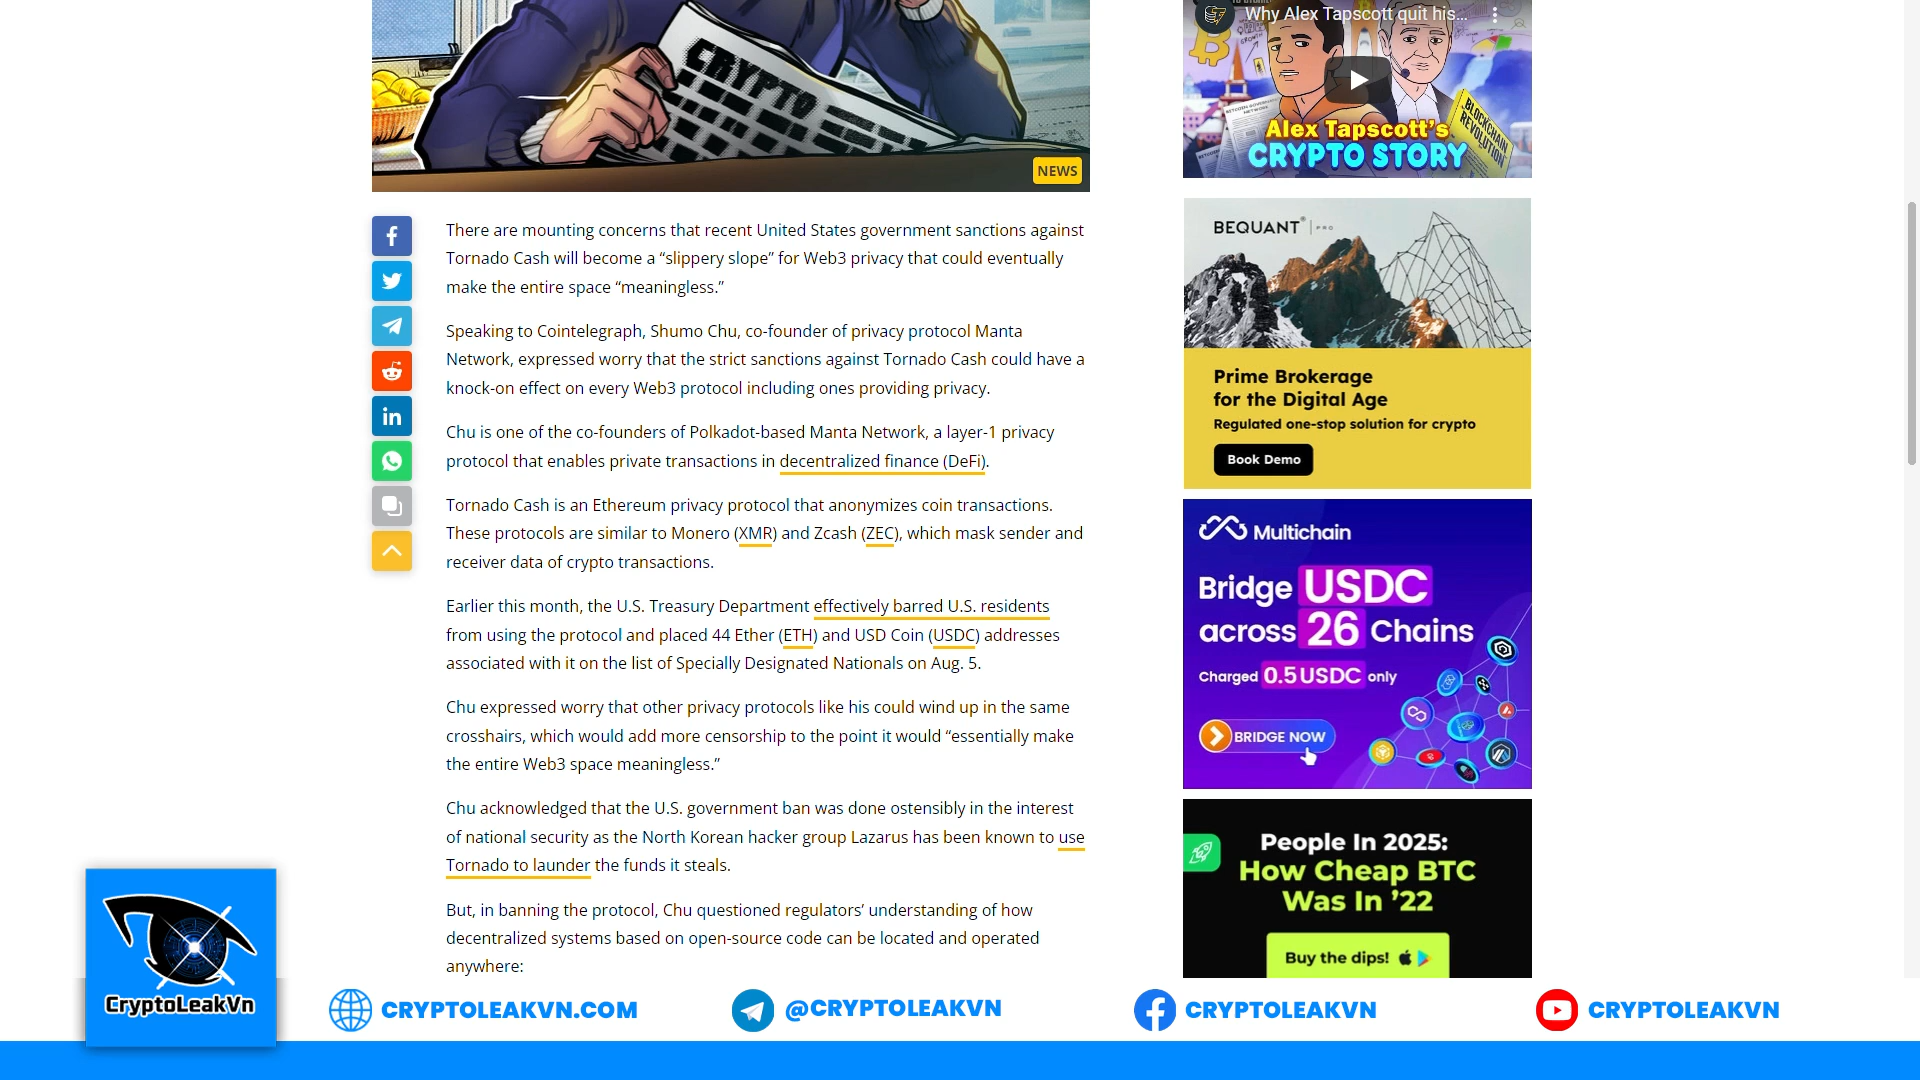 CRYPTO
NEWS
There are mounting concerns that recent United States government sanctions against
Tornado Cash will become a “slippery slope” for Web3 privacy that could eventually
make the entire space “meaningless.”
Speaking to Cointelegraph, Shumo Chu, co-founder of privacy protocol Manta
Network, expressed worry that the strict sanctions against Tornado Cash could have a
knock-on effect on every Web3 protocol including ones providing privacy.
Chu is one of the co-founders of Polkadot-based Manta Network, a layer-1 privacy
protocol that enables private transactions in decentralized finance (DeFi).
Tornado Cash is an Ethereum privacy protocol that anonymizes coin transactions.
These protocols are similar to Monero (XMR) and Zcash (ZEC), which mask sender and
receiver data of crypto transactions.
Earlier this month, the U.S. Treasury Department effectively barred U.S. residents
from using the protocol and placed 44 Ether (ETH) and USD Coin (USDC) addresses
associated with it on the list of Specially Designated Nationals on Aug. 5.
Chu expressed worry that other privacy protocols like his could wind up in the same
crosshairs, which would add more censorship to the point it would “essentially make
the entire Web3 space meaningless.”
Chu acknowledged that the U.S. government ban was done ostensibly in the interest
of national security as the North Korean hacker group Lazarus has been known to use
Tornado to launder the funds it steals.
But, in banning the protocol, Chu questioned regulators’ understanding of how
decentralized systems based on open-source code can be located and operated
anywhere:
Why Alex Tapscott quit his...
BLOCKCHAIN
REVOLUTION
Alex Tapscott's
CRYPTO STORY
BEQUANT® | PRO
Prime Brokerage
for the Digital Age
Regulated one-stop solution for crypto
Book Demo
Multichain
Bridge USDC
across 26 Chains
Charged 0.5 USDC only
BRIDGE NOW
People In 2025:
How Cheap BTC
Was In ’22
Buy the dips!
CryptoLeakVn
CRYPTOLEAKVN.COM
@CRYPTOLEAKVN
CRYPTOLEAKVN
CRYPTOLEAKVN